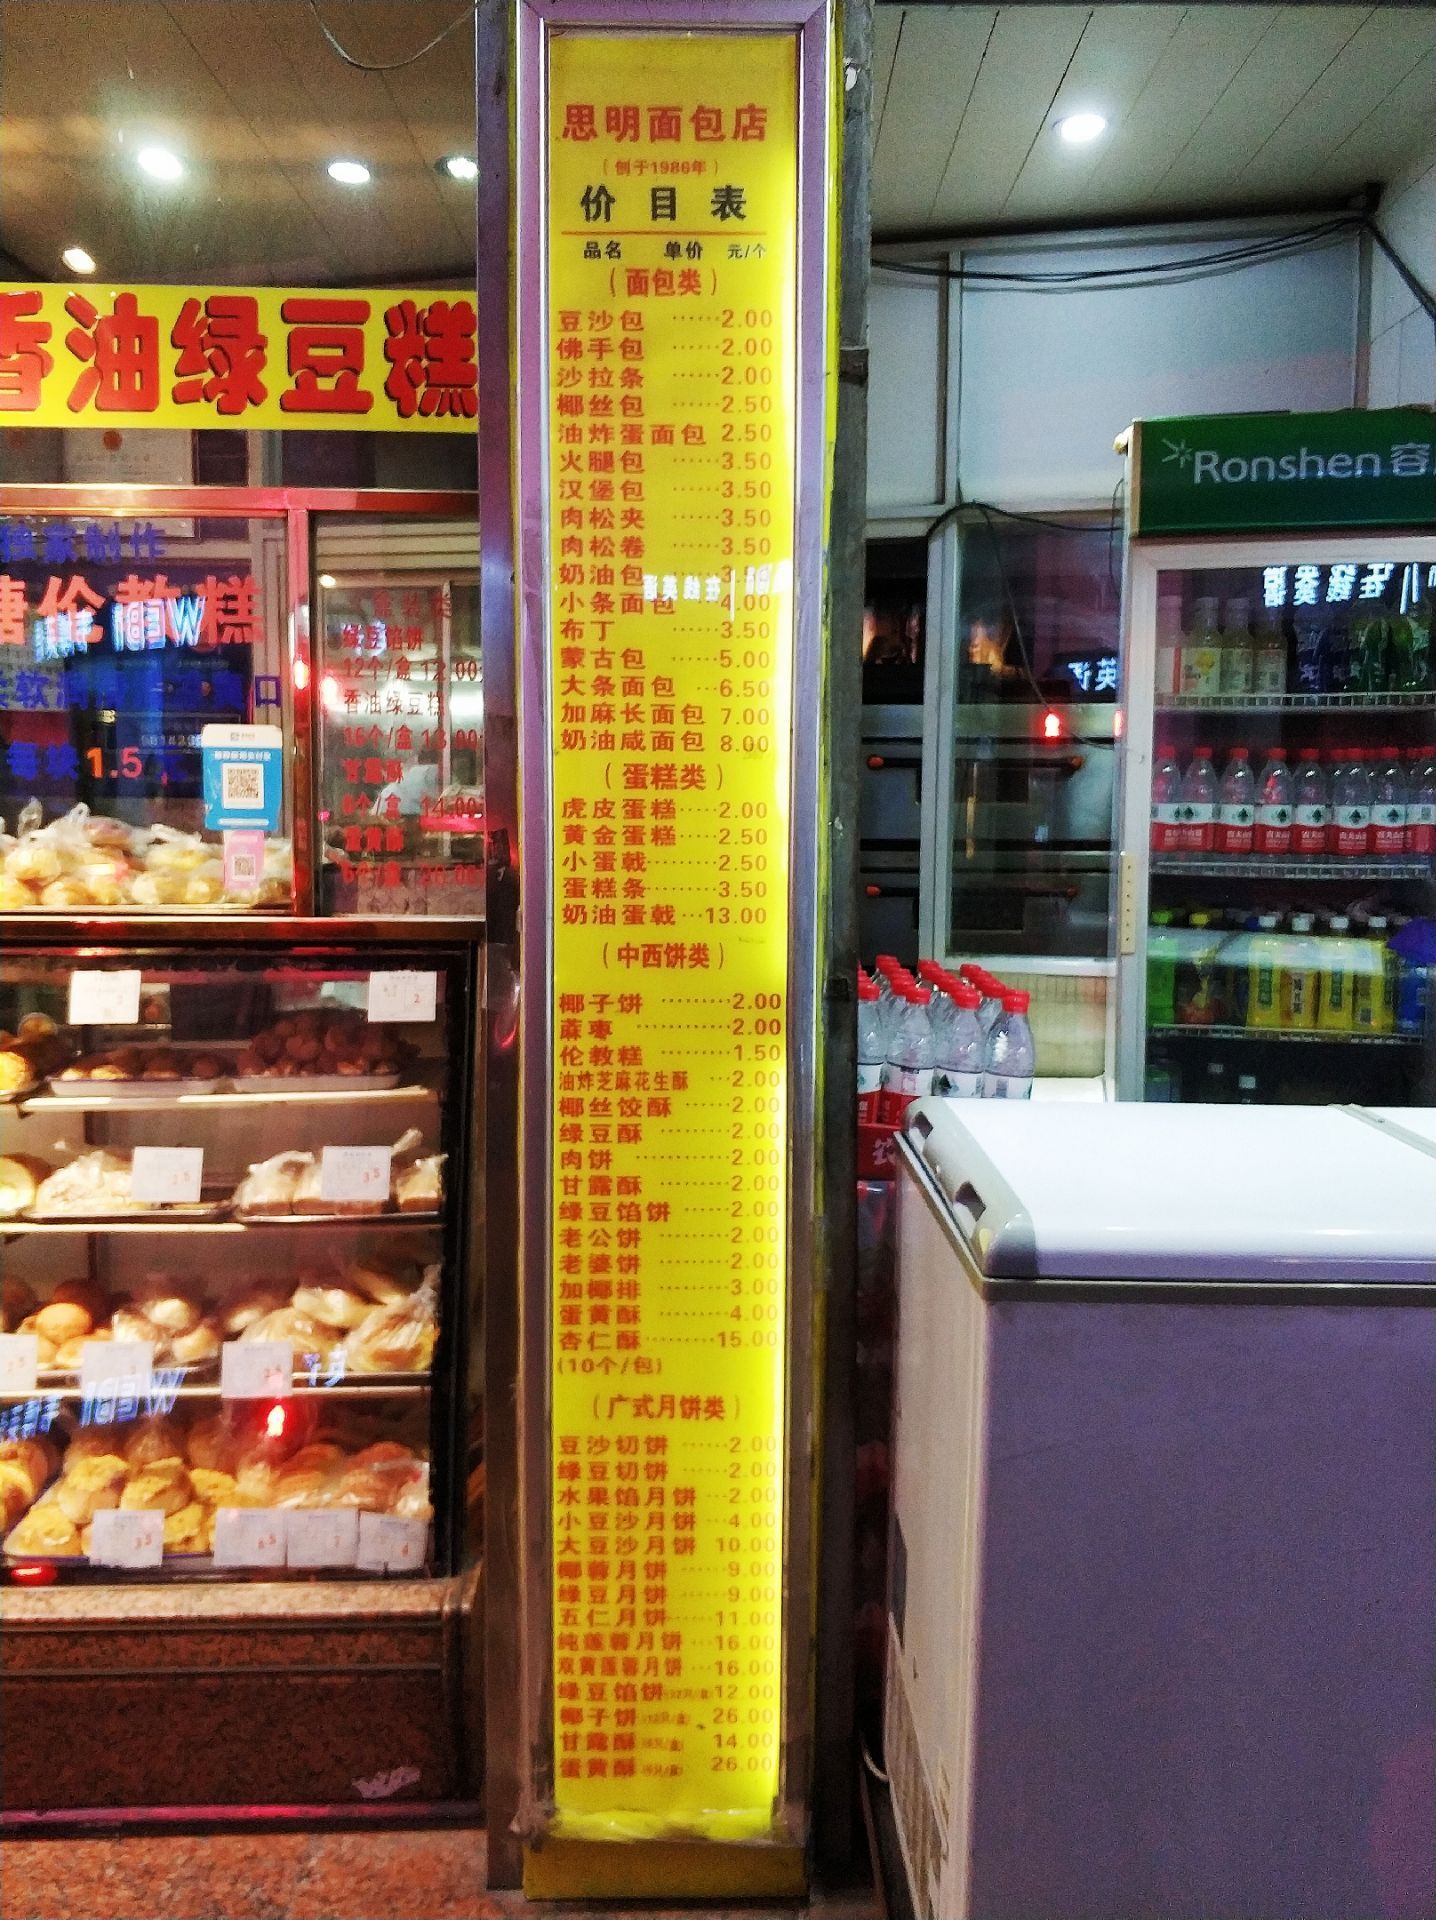 思明面包店
（创于1986年）
价目表
品名 单价 元/个
（面包类）
豆沙包 ······2.00
佛手包 ······2.00
沙拉条 ······2.00
椰丝包 ······2.50
油炸蛋面包 2.50
火腿包 ······3.50
汉堡包 ······3.50
肉松夹 ······3.50
肉松卷 ······3.50
奶油包
小条面包 4.00
布丁 ······3.50
蒙古包 ······5.00
大条面包 ···6.50
加麻长面包 7.00
奶油咸面包 8.00
（蛋糕类）
虎皮蛋糕·····2.00
黄金蛋糕·····2.50
小蛋戟·········2.50
蛋糕条·········3.50
奶油蛋戟···13.00
（中西饼类）
椰子饼 ··········2.00
蔴枣 ············2.00
伦教糕 ··········1.50
油炸芝麻花生酥 ···2.00
椰丝饺酥 ······2.00
绿豆酥 ·········2.00
肉饼 ············2.00
甘露酥 ·········2.00
绿豆馅饼 ······2.00
老公饼 ·········2.00
老婆饼 ·········2.00
加椰排 ·········3.00
蛋黄酥 ·········4.00
杏仁酥·········15.00
(10个/包)
（广式月饼类）
豆沙切饼 ······2.00
绿豆切饼 ······2.00
水果馅月饼 ···2.00
小豆沙月饼 ···4.00
大豆沙月饼 10.00
椰蓉月饼 ······9.00
绿豆月饼 ······9.00
五仁月饼······11.00
纯莲蓉月饼 ···16.00
双黄莲蓉月饼 ···16.00
绿豆馅饼 12.00
椰子饼 26.00
甘露酥 14.00
蛋黄酥 26.00
香油绿豆糕
独家制作
糖伦教糕
每块1.5元
盒装类
绿豆馅饼
12个/盒 12.00
香油绿豆糕
甘露酥
14.00
蛋黄酥
Ronshen 容